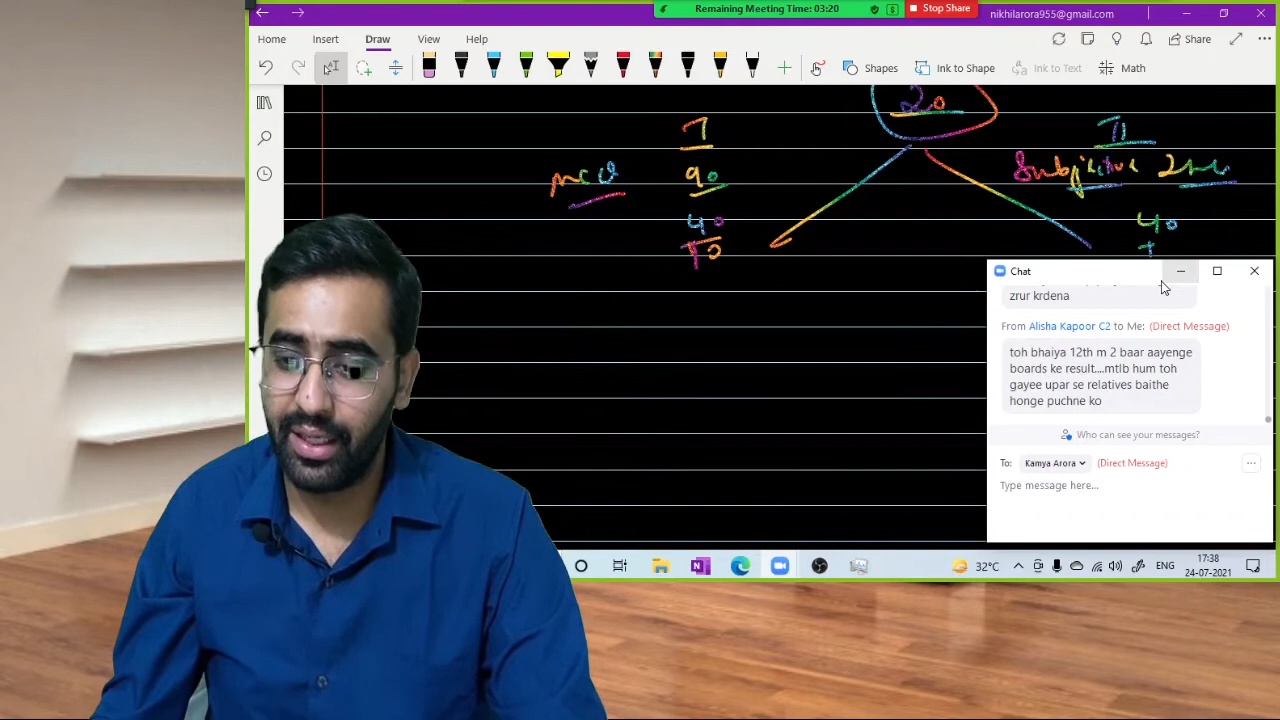 Remaining Meeting Time: 03:20
Stop Share
nikhilarora955@gmail.com
Home Insert Draw View Help
Share
Shapes
Ink to Shape
Ink to Text
Math
20
I
II
MCQ
90
Subjective 2
40
50
40
+
Chat
zrur krdena
From Alisha Kapoor C2 to Me: (Direct Message)
toh bhaiya 12th m 2 baar aayenge
boards ke result....mtlb hum toh
gayee upar se relatives baithe
honge puchne ko
Who can see your messages?
To: Kamya Arora (Direct Message)
Type message here...
32°C
ENG
17:38
24-07-2021